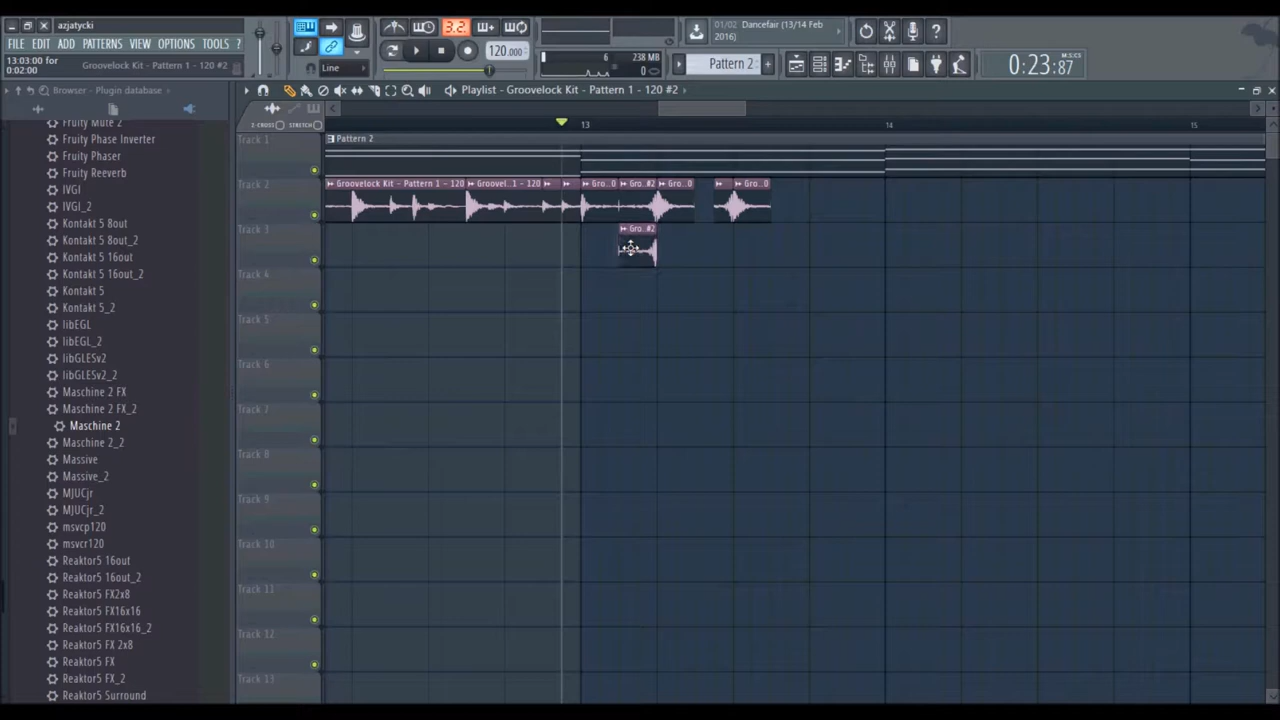 azjatycki
FILE EDIT ADD PATTERNS VIEW OPTIONS TOOLS ?
13:03:00 for
0:02:00
Groovelock Kit - Pattern 1 - 120 #2
3.2
Line
120.000
6
238 MB
0
Pattern 2
01/02 Dancefair (13/14 Feb
2016)
0:23:87
M:S:CS
Browser - Plugin database
Playlist - Groovelock Kit - Pattern 1 - 120 #2
Z-CROSS STRETCH
13
14
15
Fruity Mute 2
Fruity Phase Inverter
Fruity Phaser
Fruity Reeverb
IVGI
IVGI_2
Kontakt 5 8out
Kontakt 5 8out_2
Kontakt 5 16out
Kontakt 5 16out_2
Kontakt 5
Kontakt 5_2
libEGL
libEGL_2
libGLESv2
libGLESv2_2
Maschine 2 FX
Maschine 2 FX_2
Maschine 2
Maschine 2_2
Massive
Massive_2
MJUCjr
MJUCjr_2
msvcp120
msvcr120
Reaktor5 16out
Reaktor5 16out_2
Reaktor5 FX2x8
Reaktor5 FX16x16
Reaktor5 FX16x16_2
Reaktor5 FX 2x8
Reaktor5 FX
Reaktor5 FX_2
Reaktor5 Surround
Track 1
Pattern 2
Track 2
Groovelock Kit - Pattern 1 - 120
Groovel..1 - 120
Gro..0
Gro..#2
Gro..0
Gro..0
Track 3
Gro..#2
Track 4
Track 5
Track 6
Track 7
Track 8
Track 9
Track 10
Track 11
Track 12
Track 13